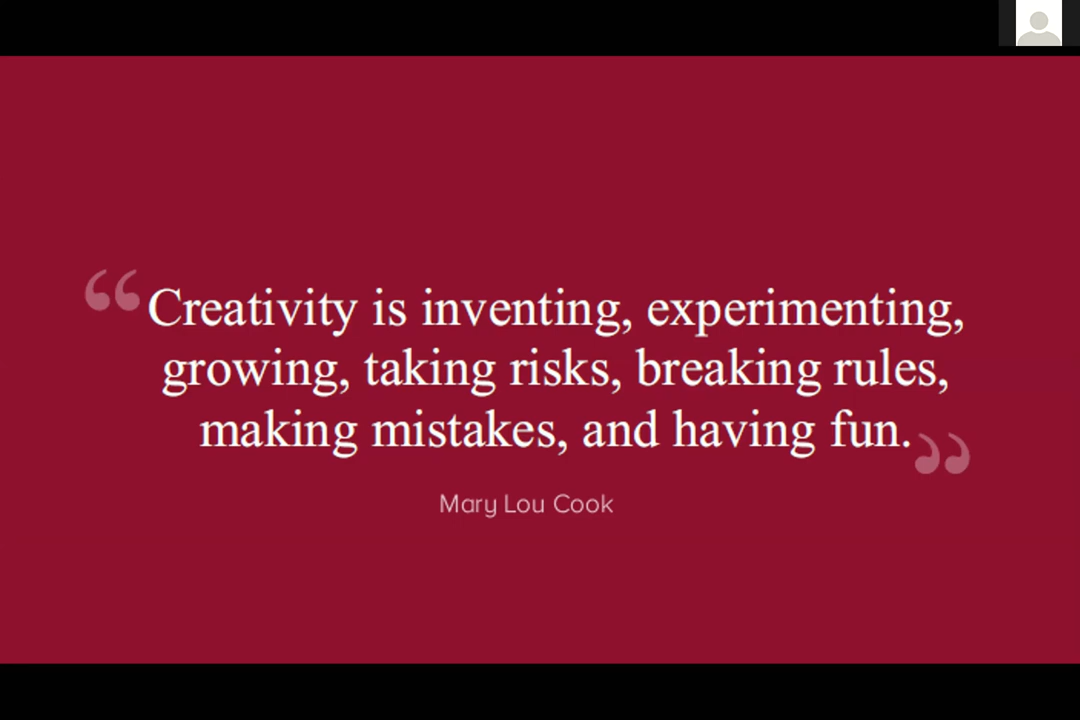 “Creativity is inventing, experimenting,
growing, taking risks, breaking rules,
making mistakes, and having fun.”
Mary Lou Cook